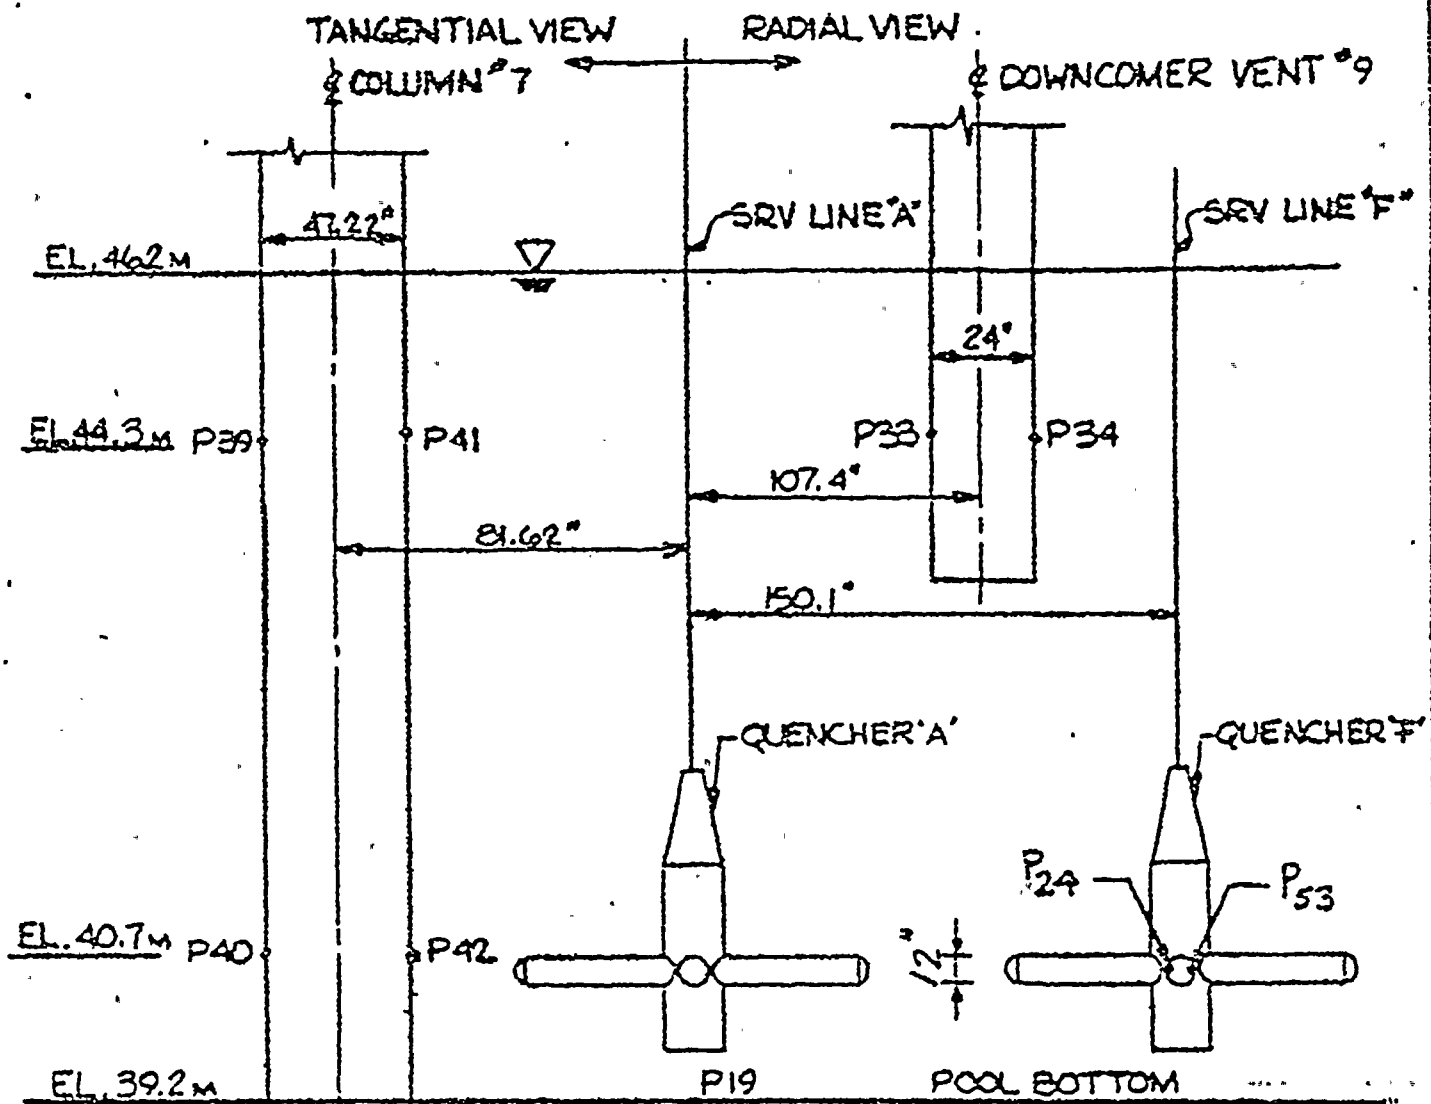 TANGENTIAL VIEW
RADIAL VIEW
℄ COLUMN #7
℄ DOWNCOMER VENT #9
47.22"
SRV LINE "A"
SRV LINE "F"
EL. 46.2 M
24"
EL. 44.3 M
P39
P41
P33
P34
107.4"
81.62"
150.1"
QUENCHER 'A'
QUENCHER 'F'
P24
P53
EL. 40.7 M
P40
P42
12"
EL. 39.2 M
P19
POOL BOTTOM